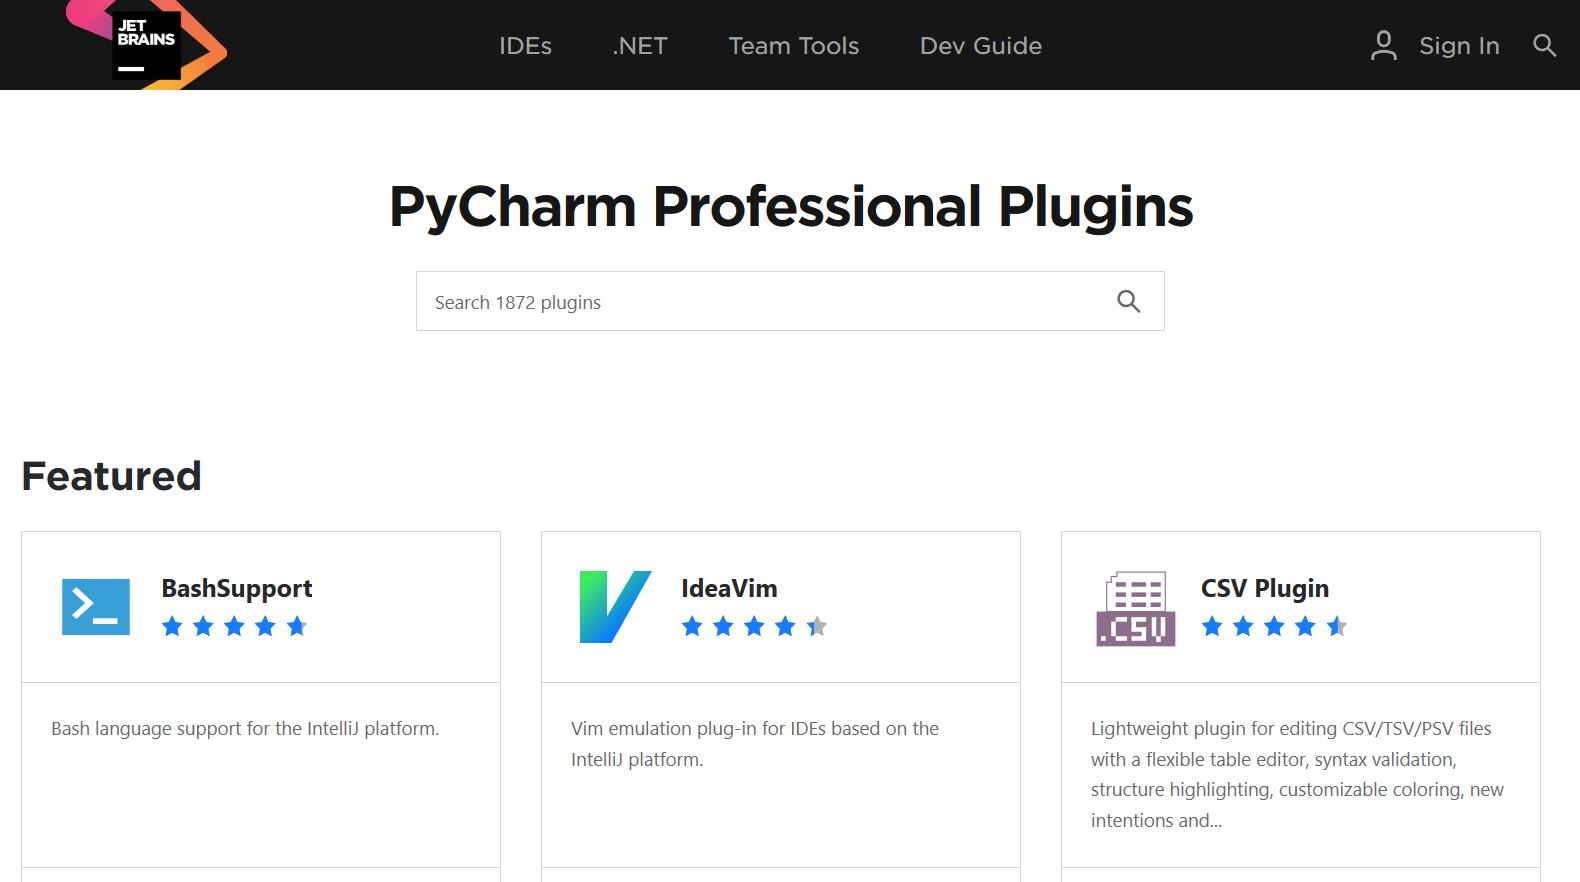 JET
BRAINS
IDEs
.NET
Team Tools
Dev Guide
Sign In
PyCharm Professional Plugins
Search 1872 plugins
Featured
BashSupport
Bash language support for the IntelliJ platform.
IdeaVim
Vim emulation plug-in for IDEs based on the
IntelliJ platform.
.CSV
CSV Plugin
Lightweight plugin for editing CSV/TSV/PSV files
with a flexible table editor, syntax validation,
structure highlighting, customizable coloring, new
intentions and...